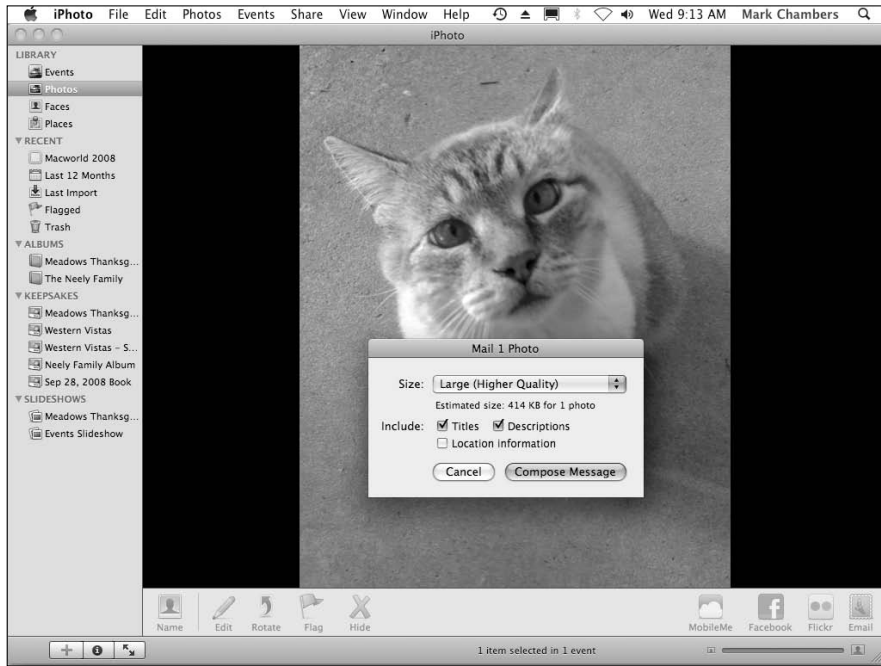 iPhoto File Edit Photos Events Share View Window Help Wed 9:13 AM Mark Chambers
iPhoto
LIBRARY
Events
Photos
Faces
Places
RECENT
Macworld 2008
Last 12 Months
Last Import
Flagged
Trash
ALBUMS
Meadows Thanksg...
The Neely Family
KEEPSAKES
Meadows Thanksg...
Western Vistas
Western Vistas – S...
Neely Family Album
Sep 28, 2008 Book
SLIDESHOWS
Meadows Thanksg...
Events Slideshow
Mail 1 Photo
Size: Large (Higher Quality)
Estimated size: 414 KB for 1 photo
Include: Titles Descriptions
Location information
Cancel Compose Message
Name Edit Rotate Flag Hide MobileMe Facebook Flickr Email
1 item selected in 1 event